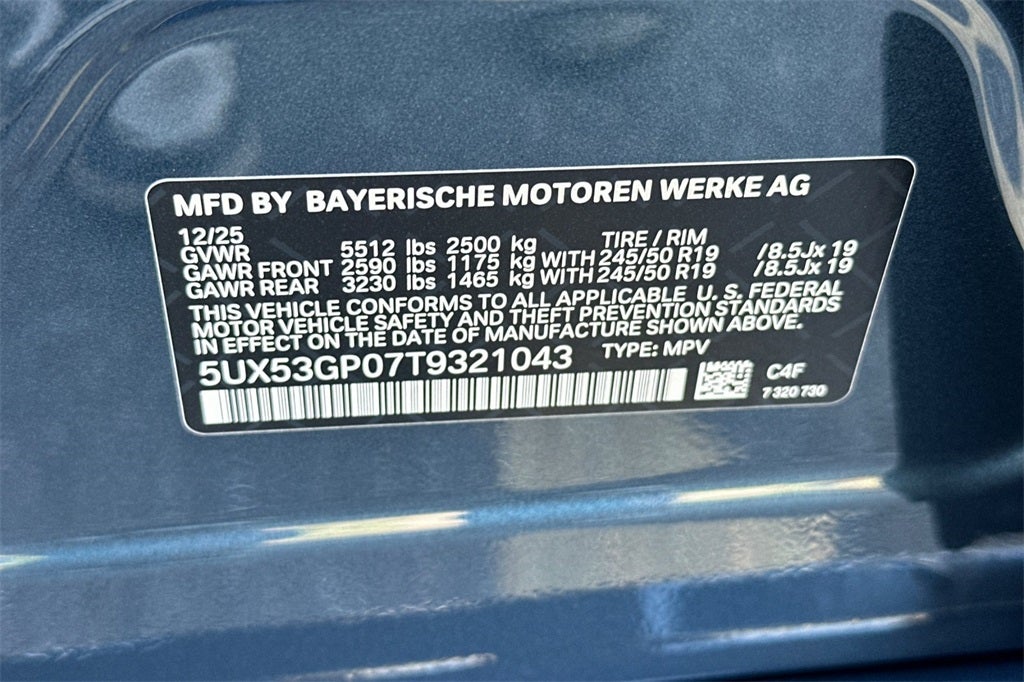 MFD BY BAYERISCHE MOTOREN WERKE AG
12/25
GVWR 5512 lbs 2500 kg TIRE / RIM
GAWR FRONT 2590 lbs 1175 kg WITH 245/50 R19 /8.5Jx 19
GAWR REAR 3230 lbs 1465 kg WITH 245/50 R19 /8.5Jx 19
THIS VEHICLE CONFORMS TO ALL APPLICABLE U. S. FEDERAL
MOTOR VEHICLE SAFETY AND THEFT PREVENTION STANDARDS
IN EFFECT ON THE DATE OF MANUFACTURE SHOWN ABOVE.
5UX53GP07T9321043 TYPE: MPV
C4F
7 320 730